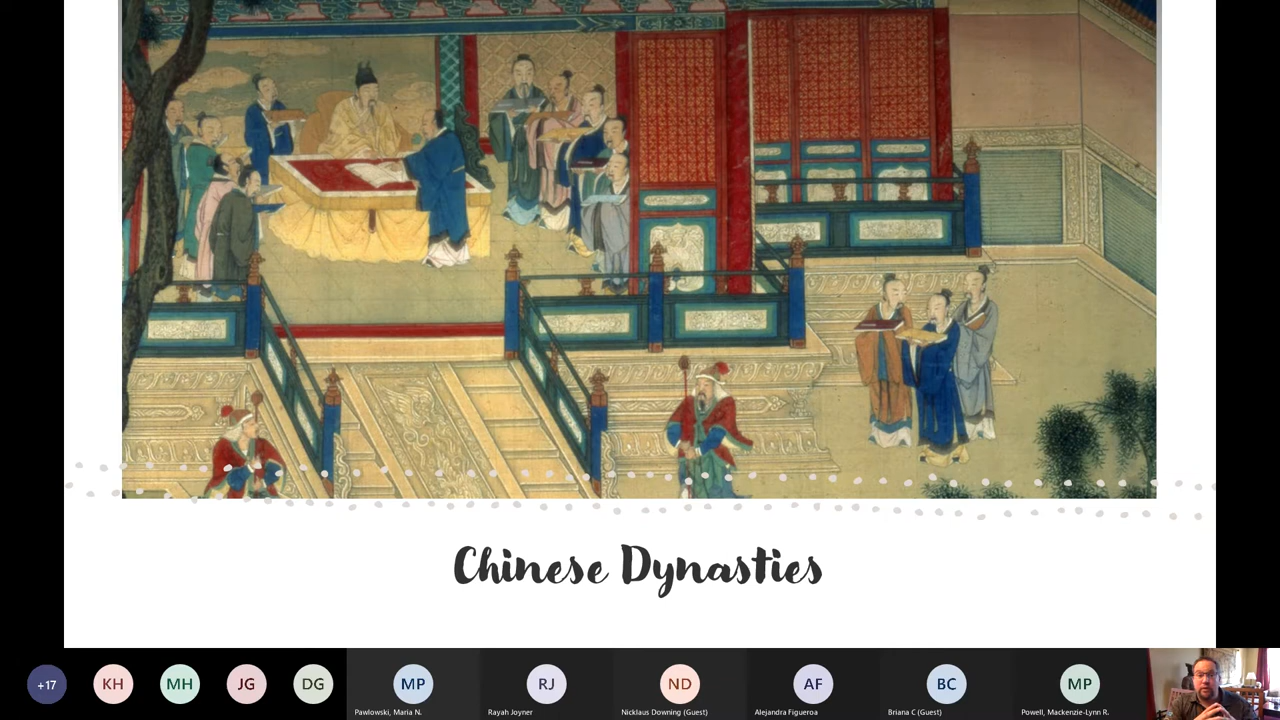 Chinese Dynasties
+17
KH
MH
JG
DG
MP
RJ
ND
AF
BC
MP
Pawlowski, Maria N.
Rayah Joyner
Nicklaus Downing (Guest)
Alejandra Figueroa
Briana C (Guest)
Powell, Mackenzie-Lynn R.